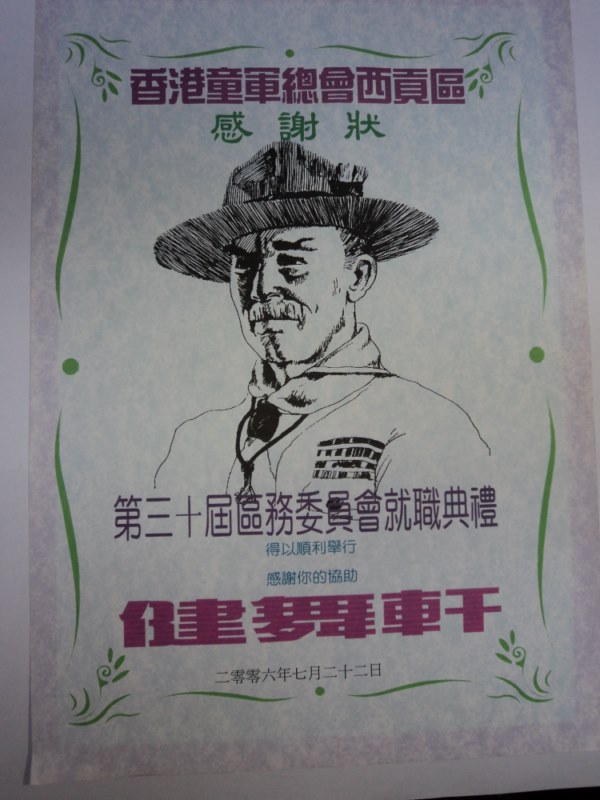 香港童軍總會西貢區
感謝狀
第三十屆區務委員會就職典禮
得以順利舉行
感謝你的協助
健舞軒
二零零六年七月二十二日